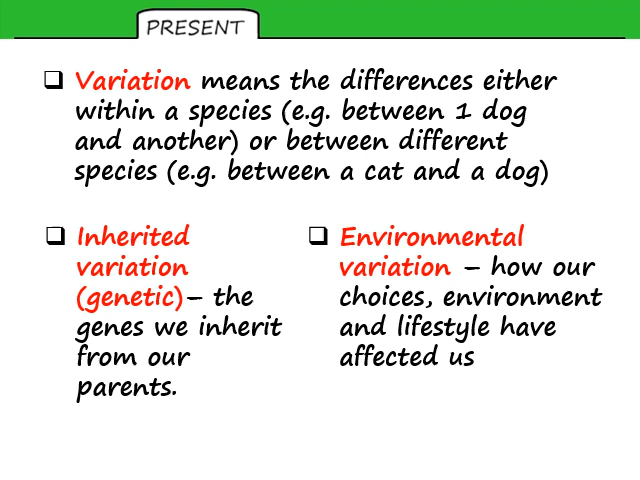 PRESENT
❑ Variation means the differences either
within a species (e.g. between 1 dog
and another) or between different
species (e.g. between a cat and a dog)
❑ Inherited
variation
(genetic)– the
genes we inherit
from our
parents.
❑ Environmental
variation – how our
choices, environment
and lifestyle have
affected us